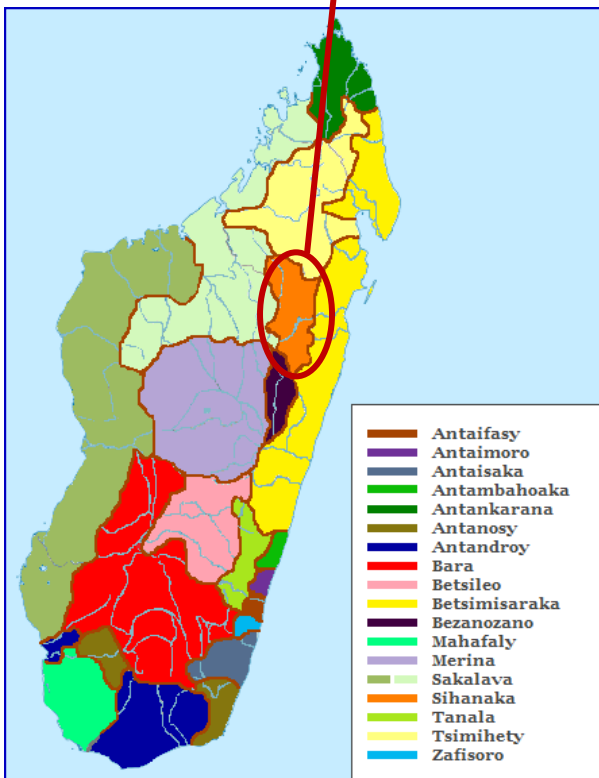 Antaifasy
Antaimoro
Antaisaka
Antambahoaka
Antankarana
Antanosy
Antandroy
Bara
Betsileo
Betsimisaraka
Bezanozano
Mahafaly
Merina
Sakalava
Sihanaka
Tanala
Tsimihety
Zafisoro